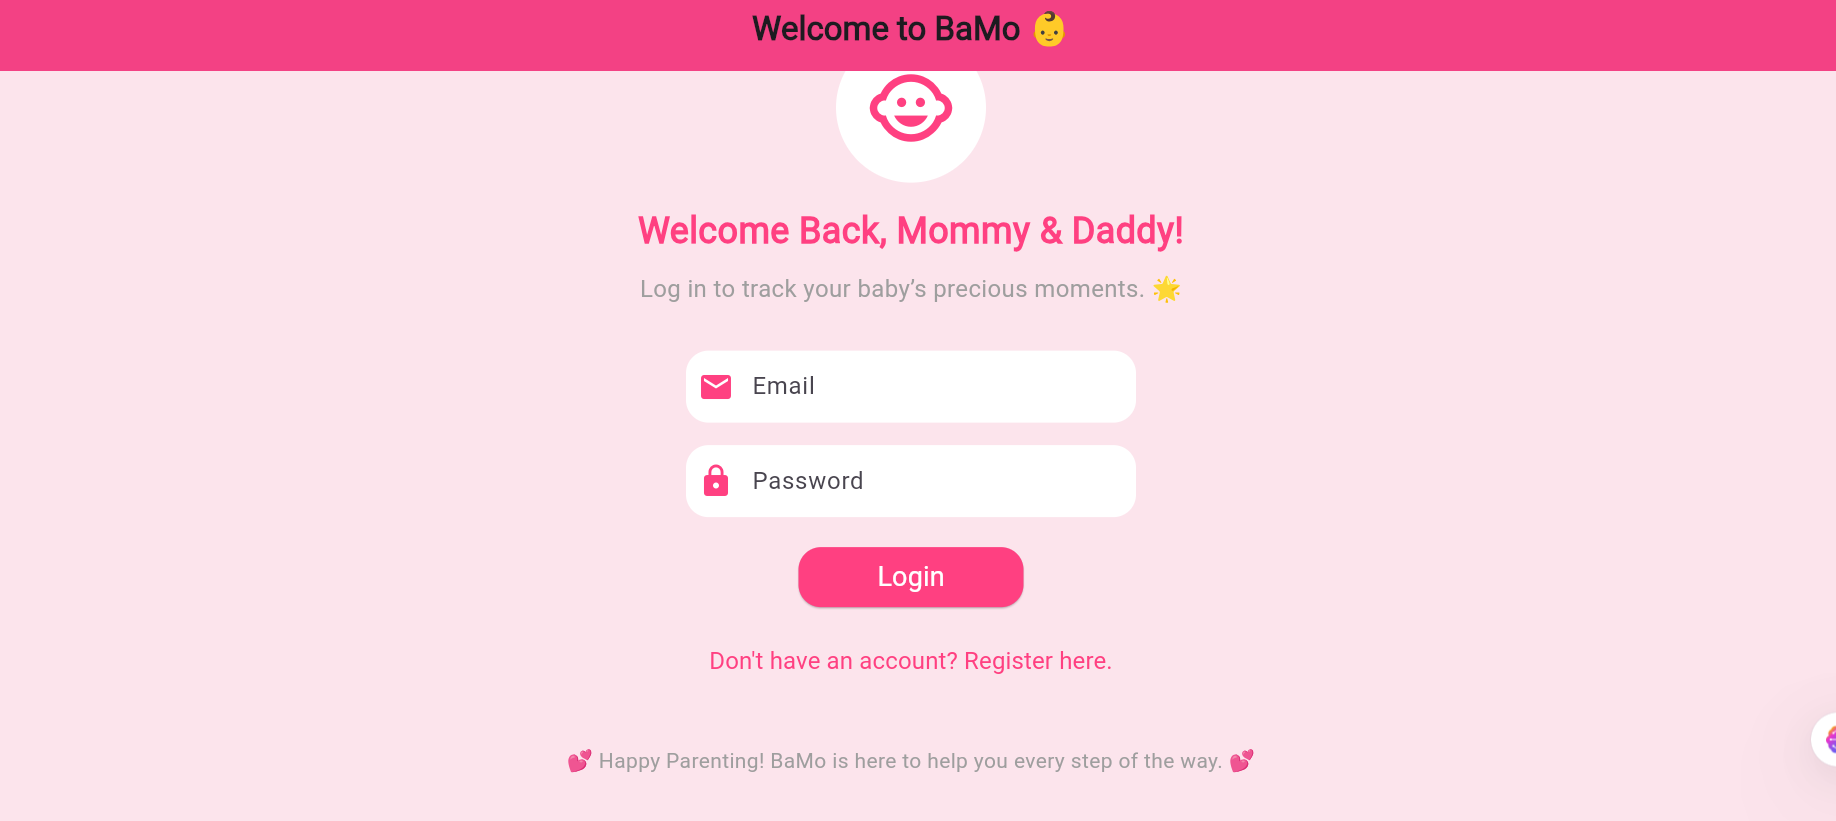 Welcome to BaMo 👶
Welcome Back, Mommy & Daddy!
Log in to track your baby’s precious moments. 🌟
Email
Password
Login
Don't have an account? Register here.
💕 Happy Parenting! BaMo is here to help you every step of the way. 💕